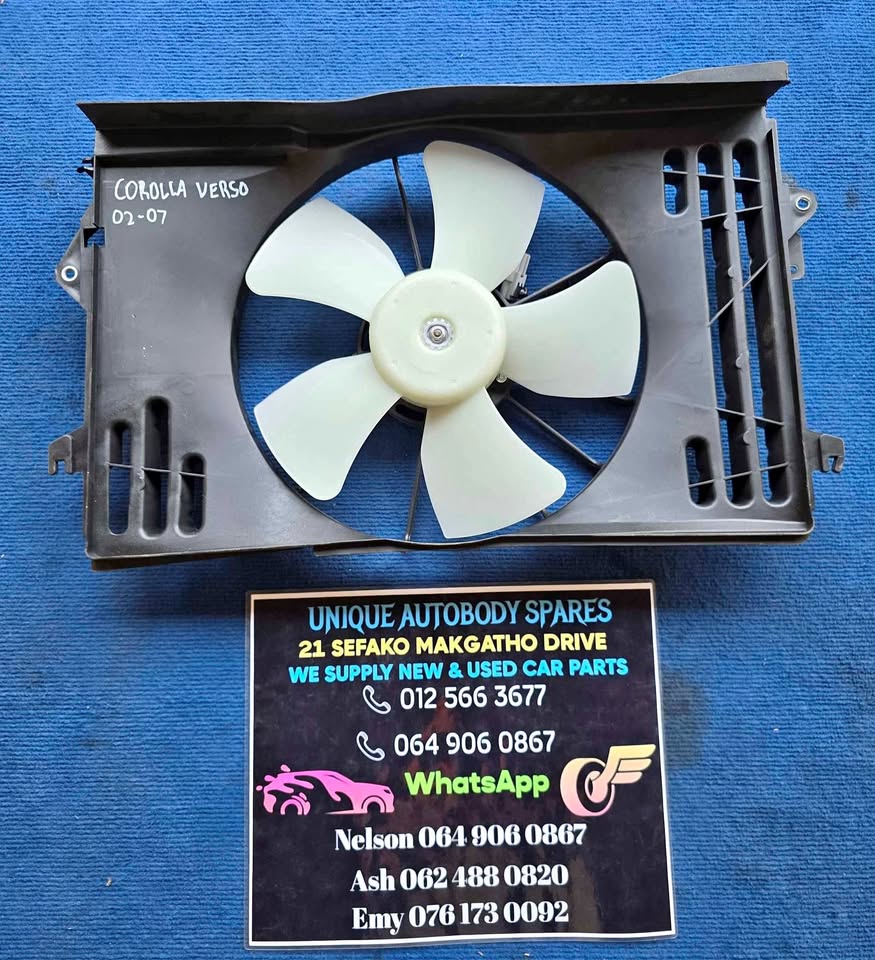 COROLLA VERSO
02-07
UNIQUE AUTOBODY SPARES
21 SEFAKO MAKGATHO DRIVE
WE SUPPLY NEW & USED CAR PARTS
012 566 3677
064 906 0867
WhatsApp
Nelson 064 906 0867
Ash 062 488 0820
Emy 076 173 0092